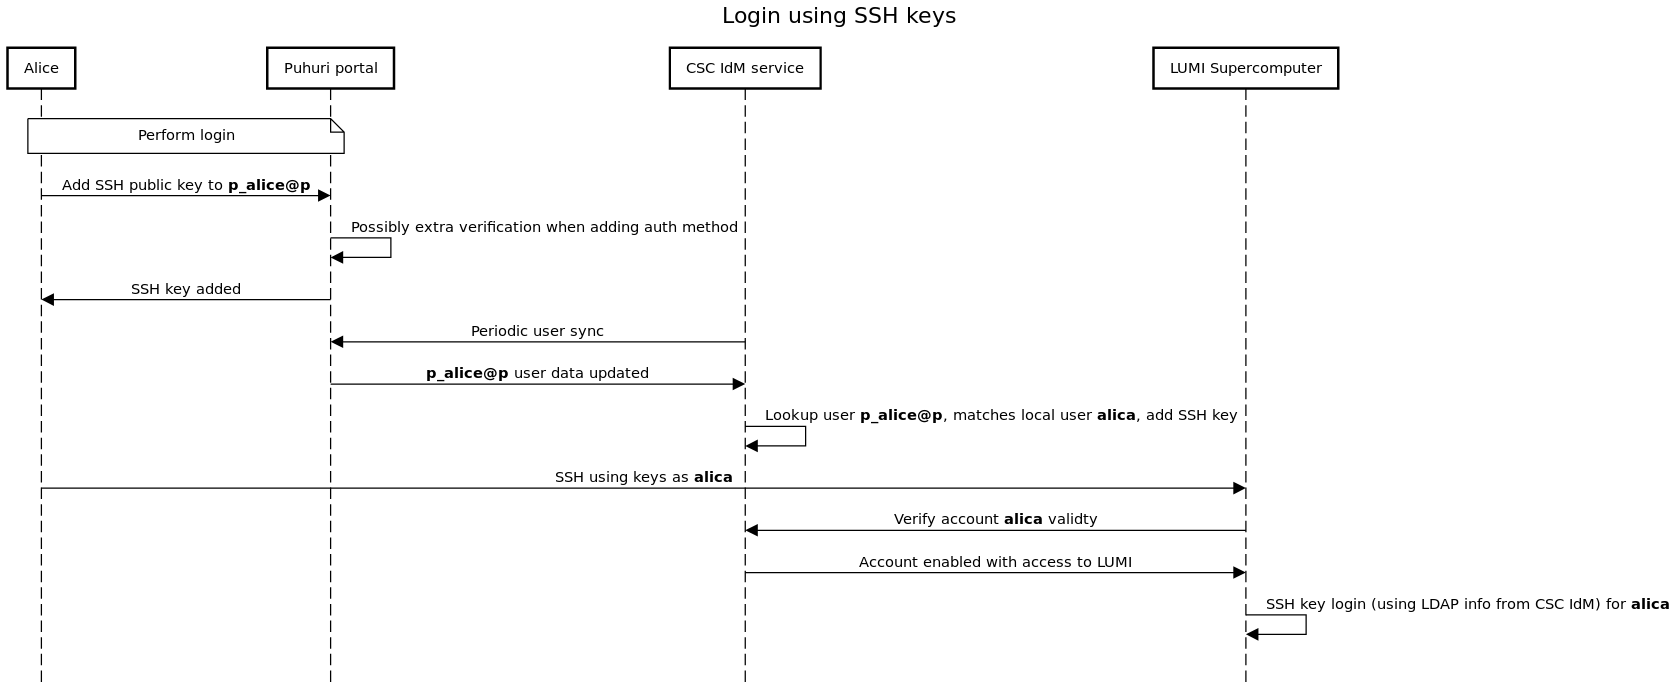 Login using SSH keys
Alice
Puhuri portal
CSC IdM service
LUMI Supercomputer
Perform login
Add SSH public key to p_alice@p
Possibly extra verification when adding auth method
SSH key added
Periodic user sync
p_alice@p user data updated
Lookup user p_alice@p, matches local user alica, add SSH key
SSH using keys as alica
Verify account alica validty
Account enabled with access to LUMI
SSH key login (using LDAP info from CSC IdM) for alica